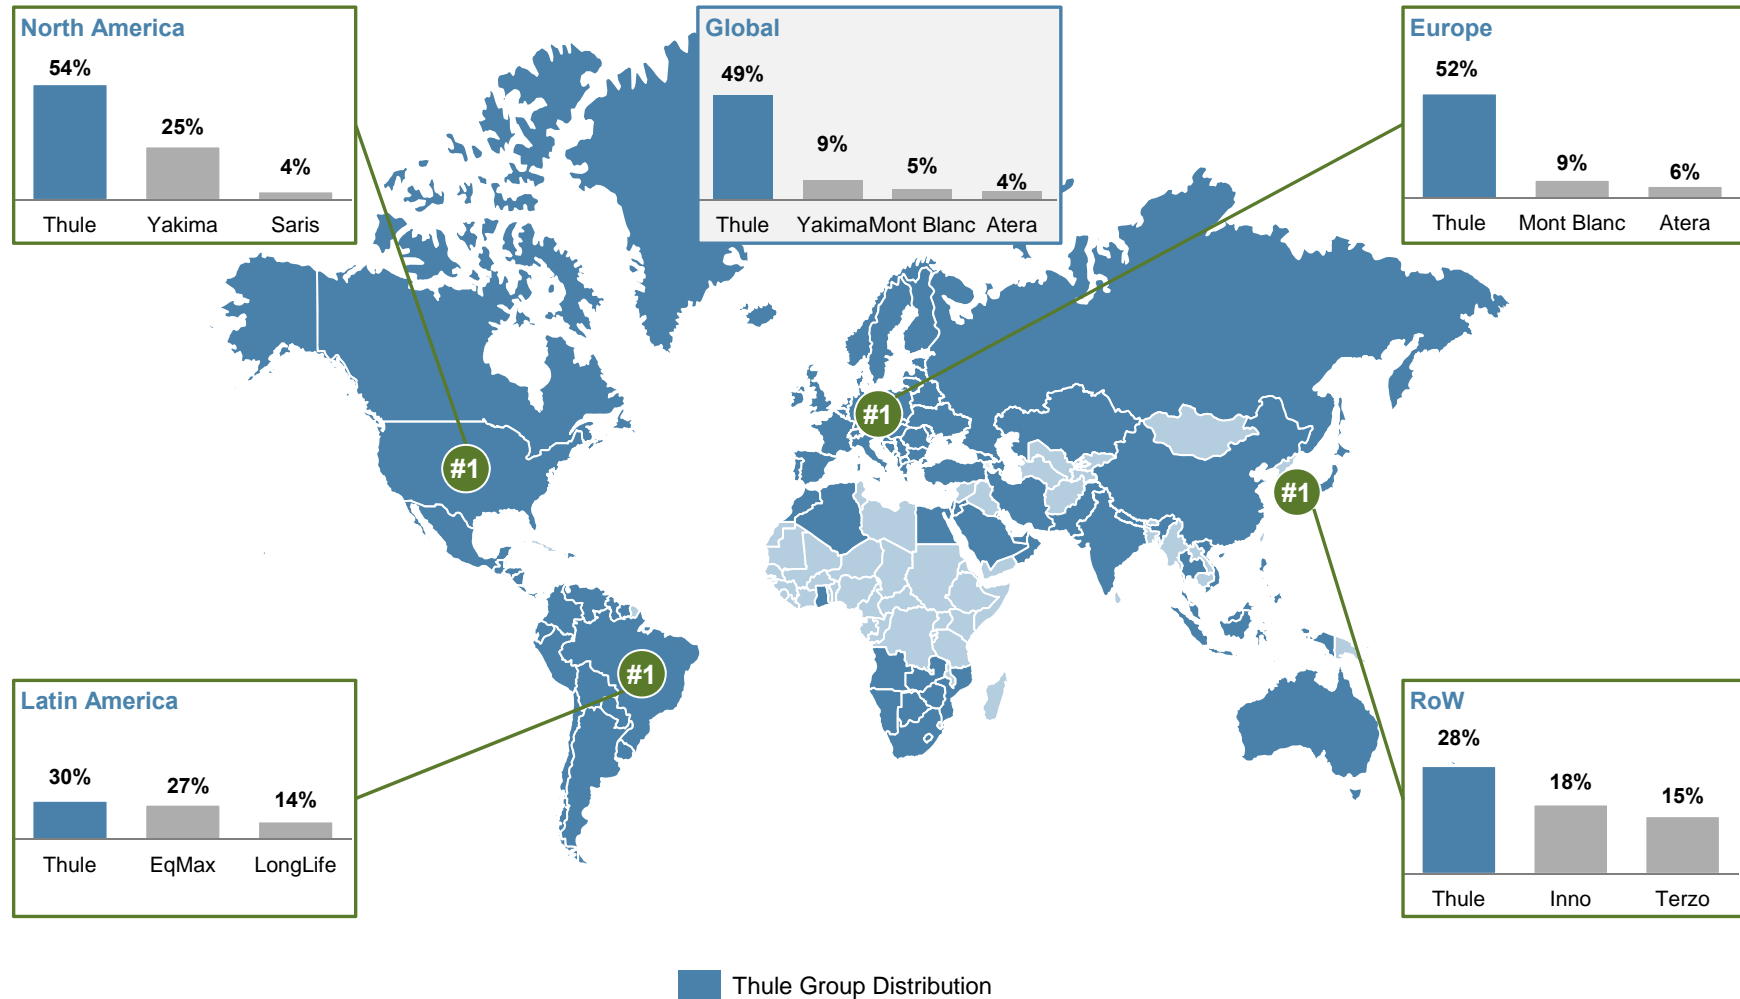 North America
54%
25%
4%
Thule Yakima Saris
Global
49%
9%
5%
4%
Thule Yakima Mont Blanc Atera
Europe
52%
9%
6%
Thule Mont Blanc Atera
#1
#1
#1
#1
Latin America
30%
27%
14%
Thule EqMax LongLife
RoW
28%
18%
15%
Thule Inno Terzo
Thule Group Distribution